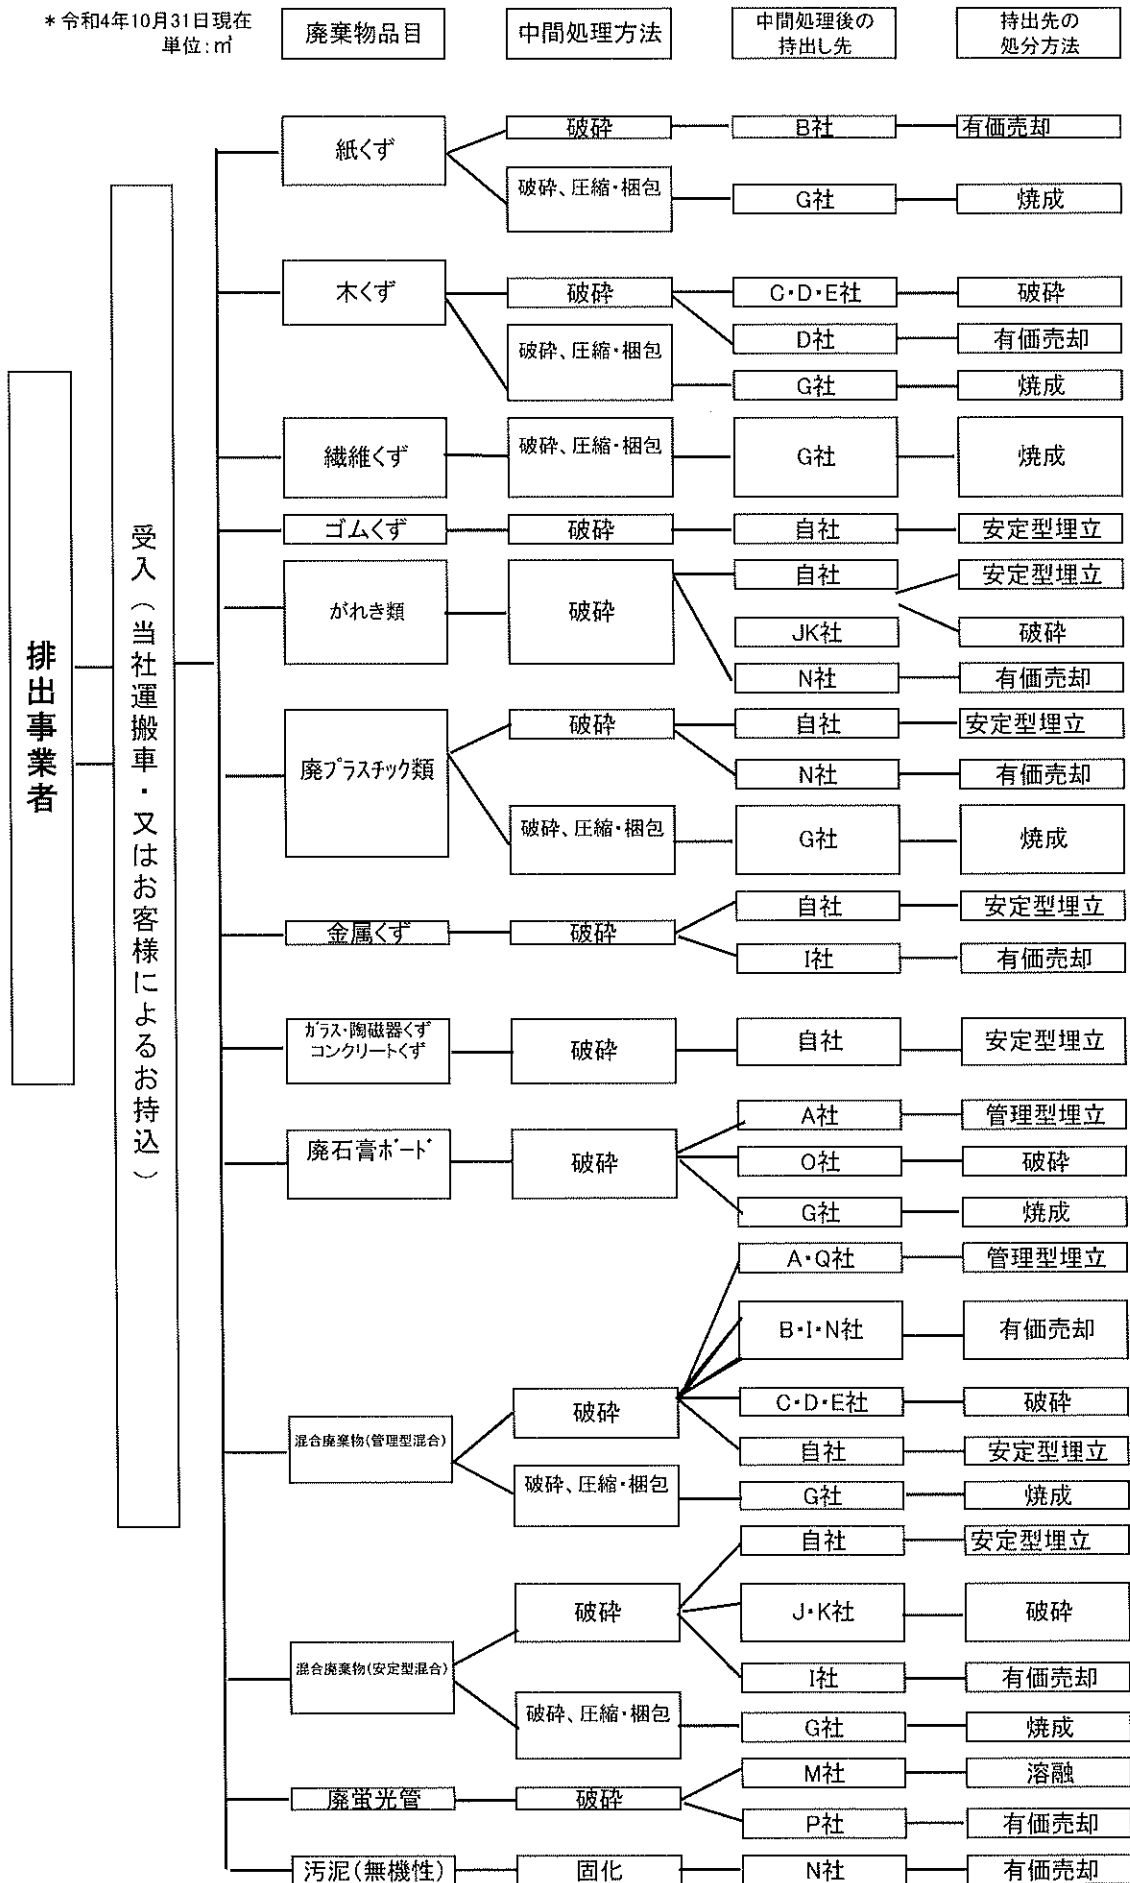 *令和4年10月31日現在
単位:㎥
廃棄物品目
中間処理方法
中間処理後の
持出し先
持出先の
処分方法
排出事業者
受入（当社運搬車・又はお客様によるお持込）
紙くず
破砕
B社
有価売却
破砕、圧縮・梱包
G社
焼成
木くず
破砕
C・D・E社
破砕
D社
有価売却
破砕、圧縮・梱包
G社
焼成
繊維くず
破砕、圧縮・梱包
G社
焼成
ゴムくず
破砕
自社
安定型埋立
がれき類
破砕
自社
安定型埋立
JK社
破砕
N社
有価売却
廃プラスチック類
破砕
自社
安定型埋立
N社
有価売却
破砕、圧縮・梱包
G社
焼成
金属くず
破砕
自社
安定型埋立
I社
有価売却
ガラス・陶磁器くず
コンクリートくず
破砕
自社
安定型埋立
廃石膏ボード
破砕
A社
管理型埋立
O社
破砕
G社
焼成
混合廃棄物(管理型混合)
破砕
A・Q社
管理型埋立
B・I・N社
有価売却
C・D・E社
破砕
自社
安定型埋立
破砕、圧縮・梱包
G社
焼成
混合廃棄物(安定型混合)
破砕
自社
安定型埋立
J・K社
破砕
I社
有価売却
破砕、圧縮・梱包
G社
焼成
廃蛍光管
破砕
M社
溶融
P社
有価売却
汚泥(無機性)
固化
N社
有価売却